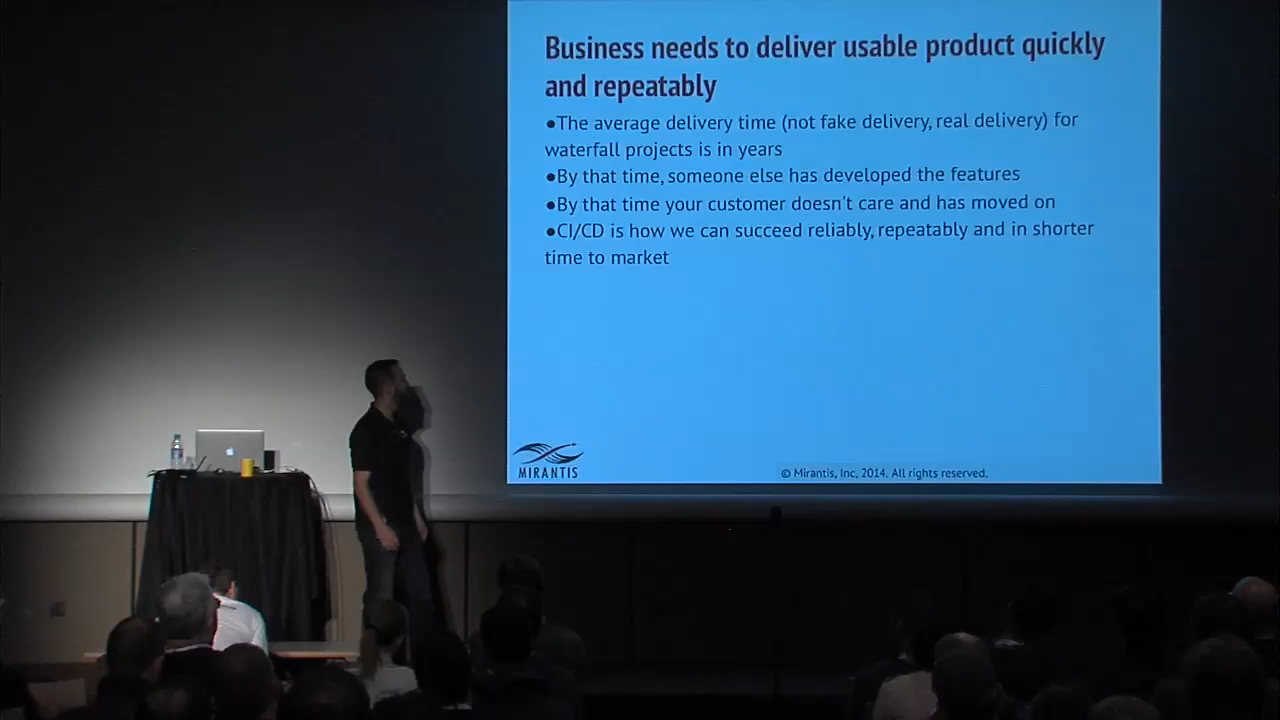 Business needs to deliver usable product quickly
and repeatably
●The average delivery time (not fake delivery, real delivery) for
waterfall projects is in years
●By that time, someone else has developed the features
●By that time your customer doesn't care and has moved on
●CI/CD is how we can succeed reliably, repeatably and in shorter
time to market
MIRANTIS
© Mirantis, Inc, 2014. All rights reserved.